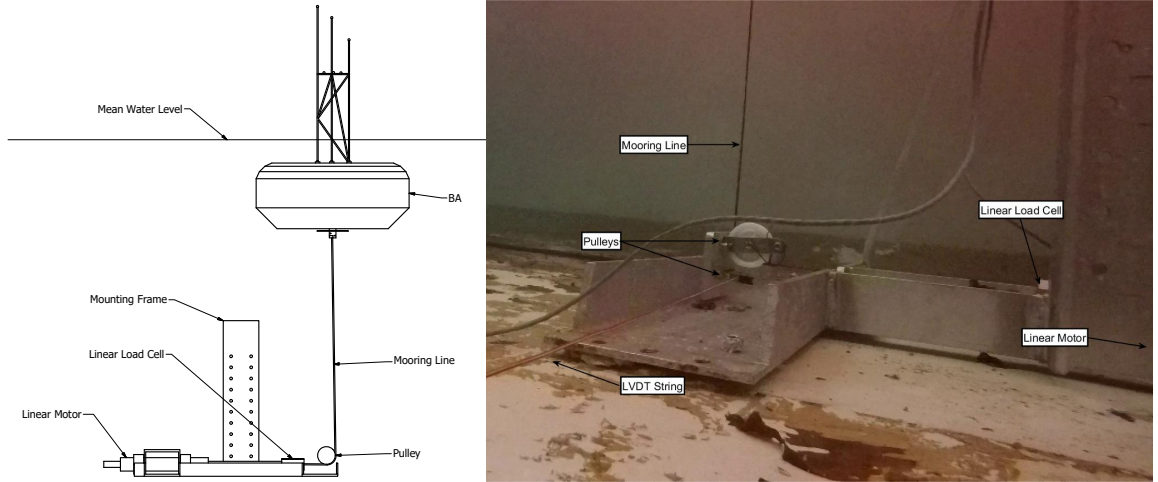 Mean Water Level
BA
Mounting Frame
Linear Load Cell
Mooring Line
Linear Motor
Pulley
Mooring Line
Linear Load Cell
Pulleys
Linear Motor
LVDT String